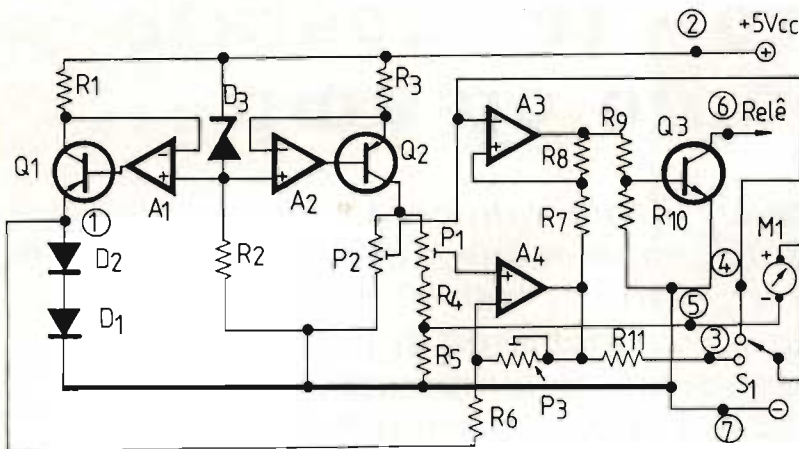 ② +5Vcc
+
R1
D3
R3
A3
R9
⑥ Relê
Q3
Q1
-
+
A1
-
+
A2
Q2
-
+
R8
①
R7
R10
M1
D2
R2
P2
P1
A4
④
+
-
+
-
R4
⑤
D1
R5
R11
③
R6
P3
S1
⑦
-